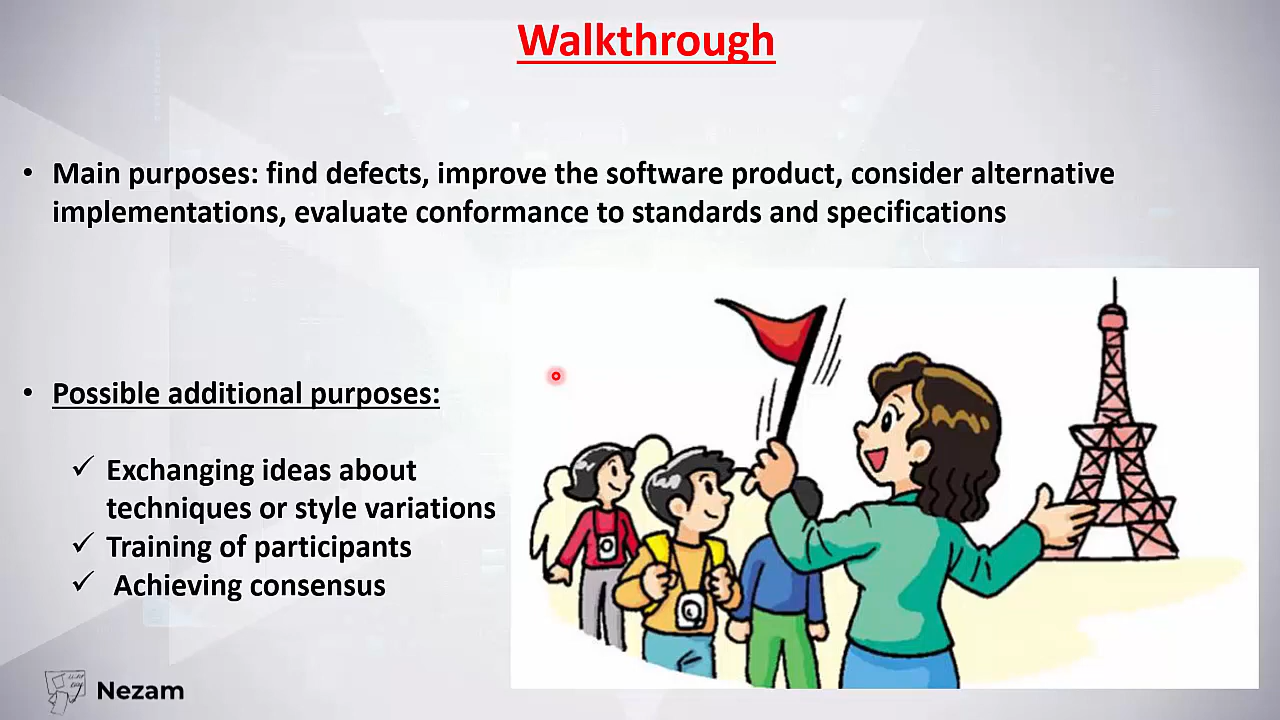 Walkthrough
• Main purposes: find defects, improve the software product, consider alternative
implementations, evaluate conformance to standards and specifications
• Possible additional purposes:
✓ Exchanging ideas about
techniques or style variations
✓ Training of participants
✓ Achieving consensus
Nezam